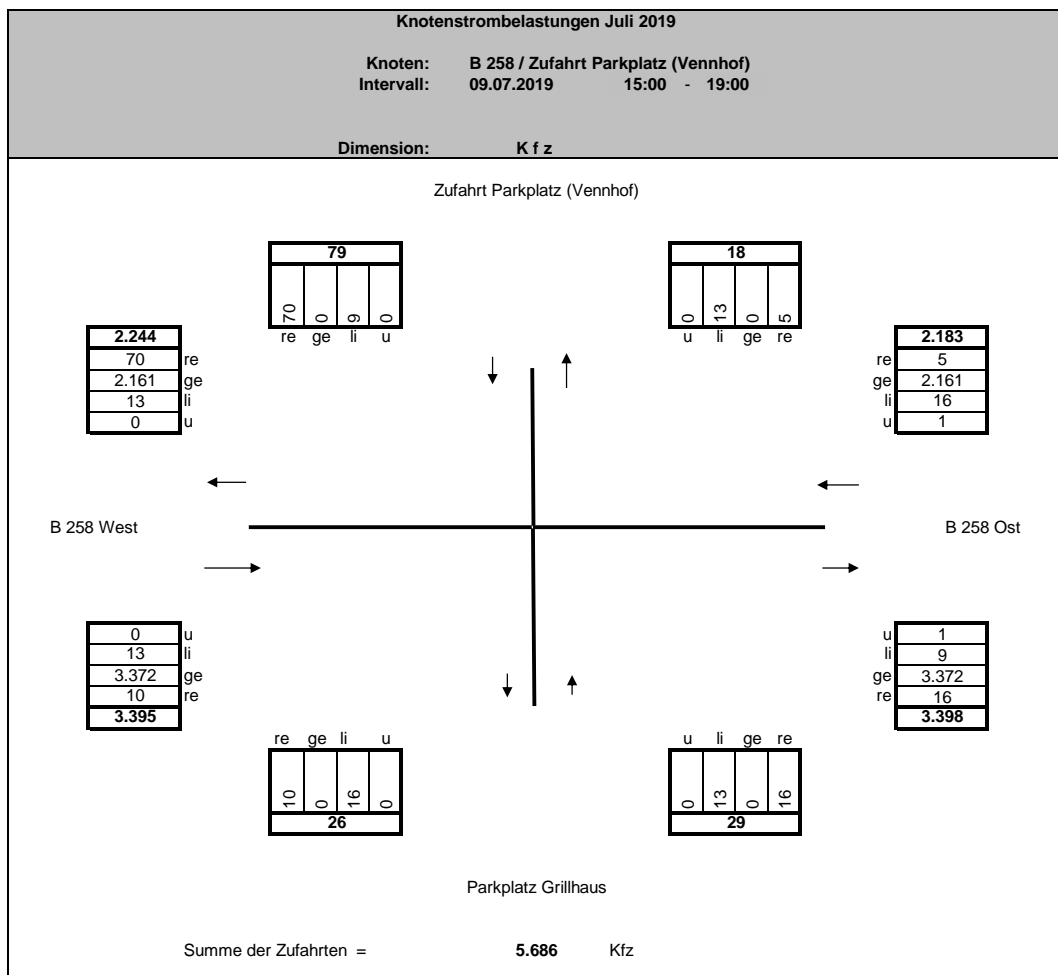 Knotenstrombelastungen Juli 2019
Knoten: B 258 / Zufahrt Parkplatz (Vennhof)
Intervall: 09.07.2019 15:00 - 19:00
Dimension: K f z
Zufahrt Parkplatz (Vennhof)
79
70 0 9 0
re ge li u
18
0 13 0 5
u li ge re
2.244
70 re
2.161 ge
13 li
0 u
2.183
re 5
ge 2.161
li 16
u 1
B 258 West
B 258 Ost
0 u
13 li
3.372 ge
10 re
3.395
u 1
li 9
ge 3.372
re 16
3.398
re ge li u
10 0 16 0
26
u li ge re
0 13 0 16
29
Parkplatz Grillhaus
Summe der Zufahrten = 5.686 Kfz